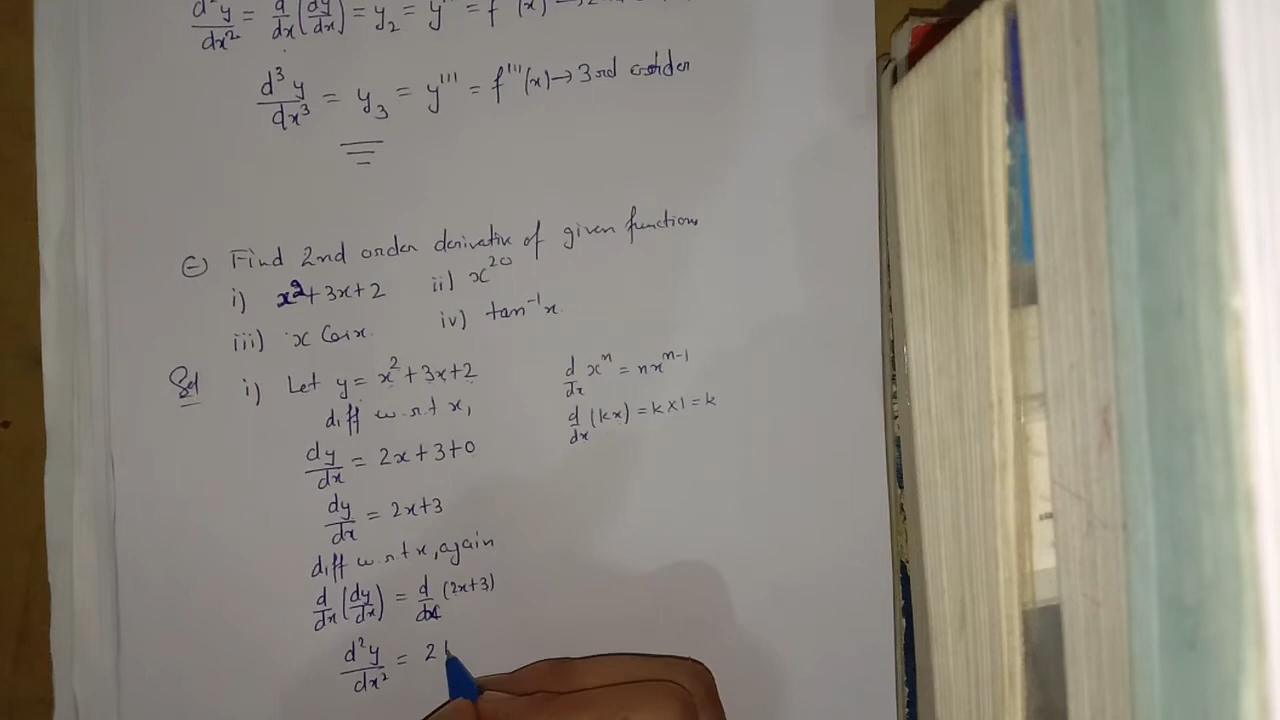 d²y/dx² = d/dx (dy/dx) = y₂ = y'' = f''(x) →
d³y/dx³ = y₃ = y''' = f'''(x) → 3rd order
Find 2nd order derivative of given functions
i) x² + 3x + 2 ii) x²⁰
iii) x Cos x. iv) tan⁻¹x.
Sol i) Let y = x² + 3x + 2 d/dx xⁿ = nxⁿ⁻¹
diff w.r.t x, d/dx (kx) = k×1 = k
dy/dx = 2x + 3 + 0
dy/dx = 2x + 3
diff w.r.t x, again
d/dx (dy/dx) = d/dx (2x+3)
d²y/dx² = 2